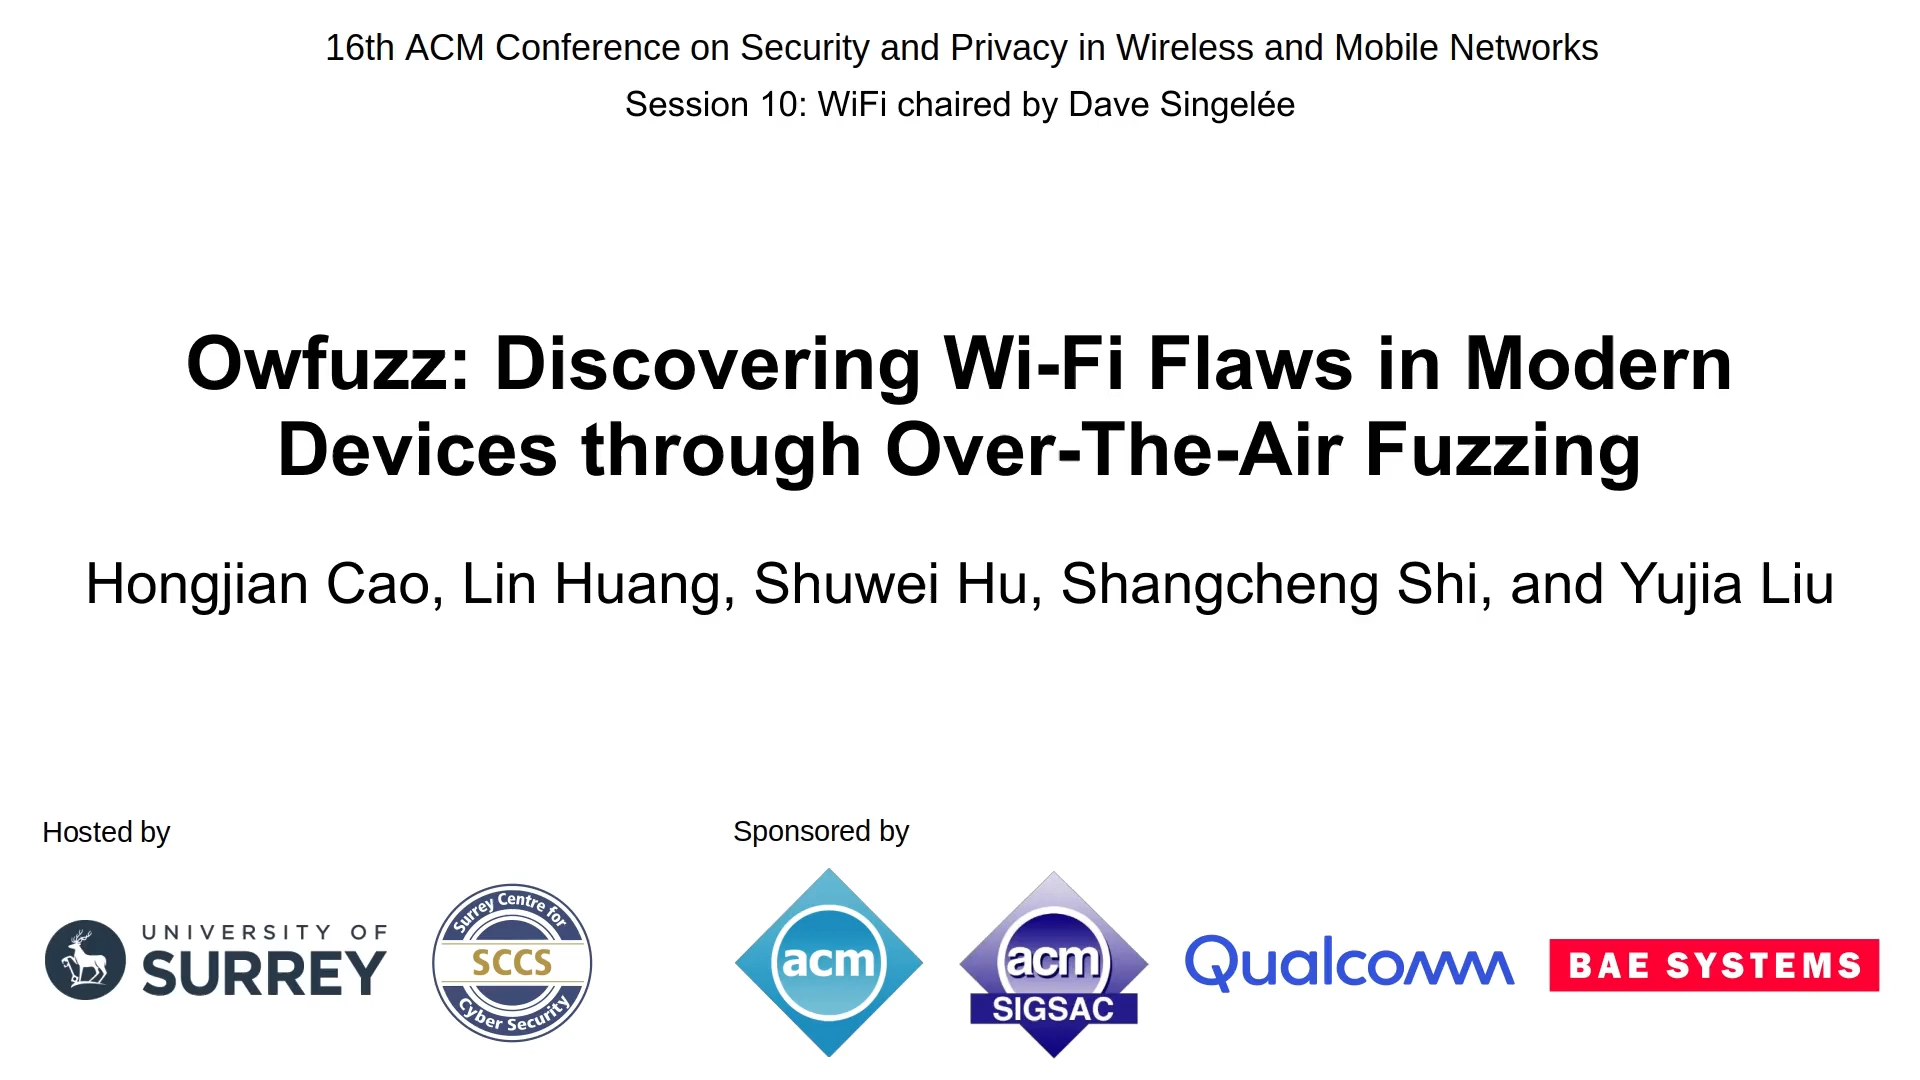 16th ACM Conference on Security and Privacy in Wireless and Mobile Networks
Session 10: WiFi chaired by Dave Singelée
Owfuzz: Discovering Wi-Fi Flaws in Modern
Devices through Over-The-Air Fuzzing
Hongjian Cao, Lin Huang, Shuwei Hu, Shangcheng Shi, and Yujia Liu
Hosted by
Sponsored by
UNIVERSITY OF
SURREY
Surrey Centre for
SCCS
Cyber Security
acm
acm
SIGSAC
Qualcomm
BAE SYSTEMS